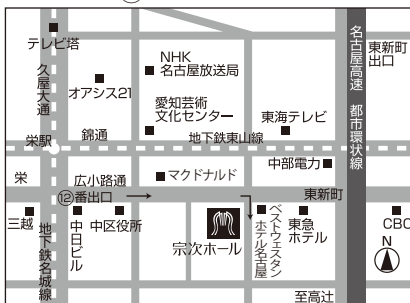 テレビ塔
久屋大通
NHK
名古屋放送局
名古屋高速 都市環状線
東新町
出口
オアシス21
愛知芸術
文化センター
東海テレビ
栄駅
錦通
地下鉄東山線
中部電力
栄
広小路通
マクドナルド
⑫番出口
東新町
三越
地下鉄名城線
中日ビル
中区役所
宗次ホール
ベストウェスタン
ホテル名古屋
東急
ホテル
CBC
N
至高辻